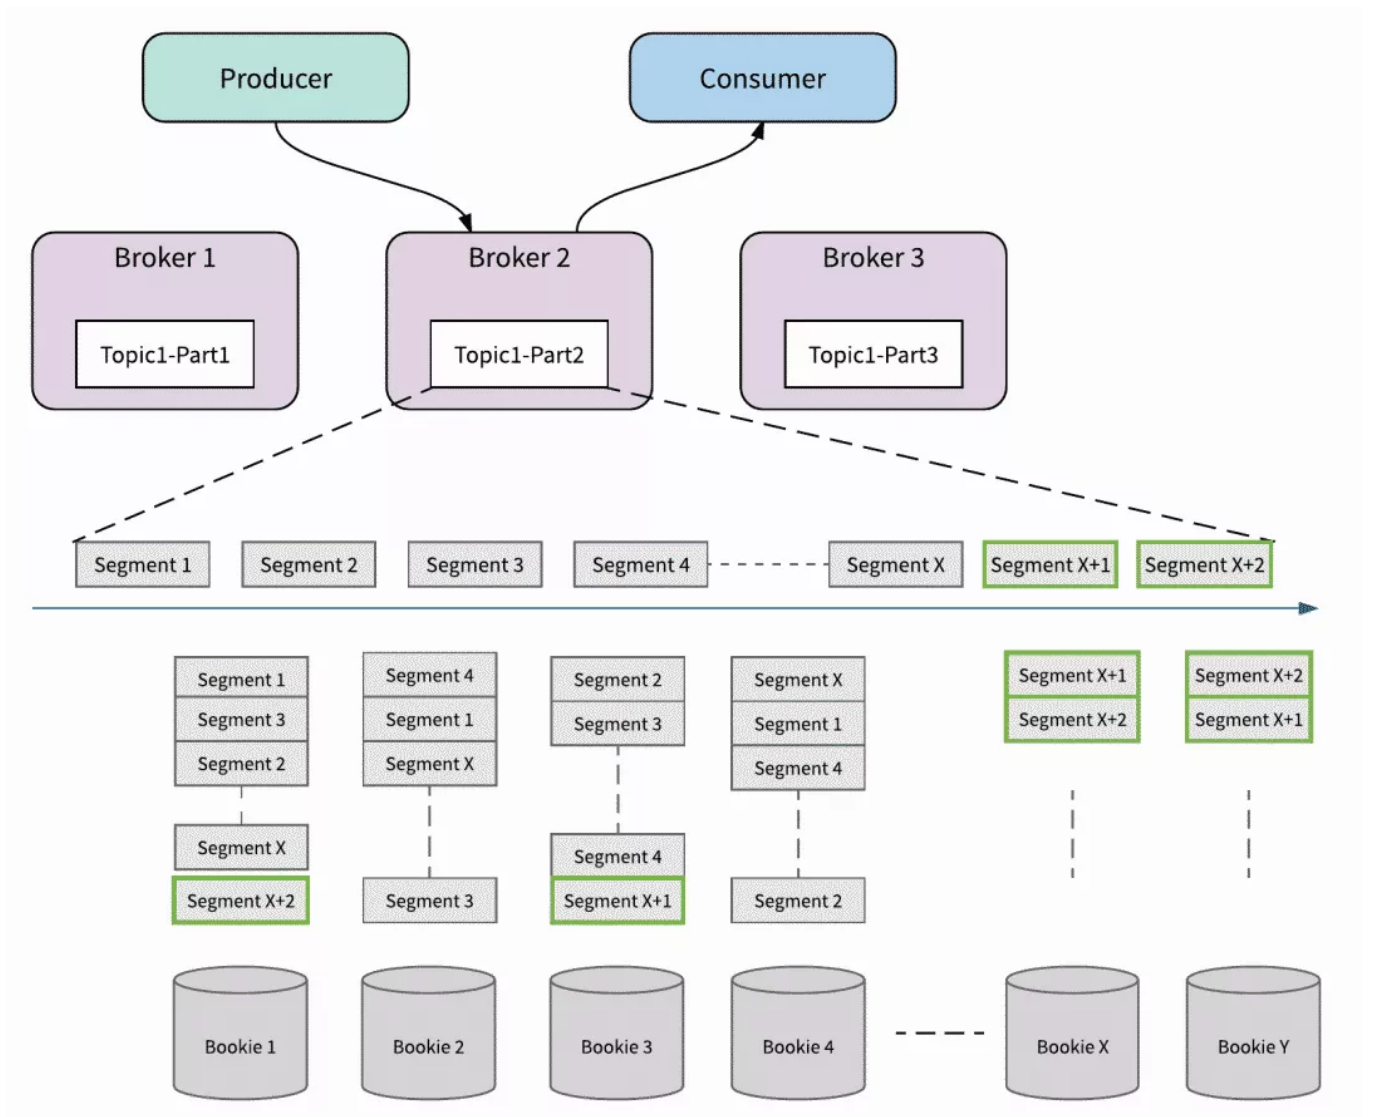 Producer
Consumer
Broker 1
Broker 2
Broker 3
Topic1-Part1
Topic1-Part2
Topic1-Part3
Segment 1
Segment 2
Segment 3
Segment 4
Segment X
Segment X+1
Segment X+2
Segment 1
Segment 3
Segment 2
Segment X
Segment X+2
Segment 4
Segment 1
Segment X
Segment 3
Segment 2
Segment 3
Segment 4
Segment X+1
Segment X
Segment 1
Segment 4
Segment 2
Segment X+1
Segment X+2
Segment X+2
Segment X+1
Bookie 1
Bookie 2
Bookie 3
Bookie 4
Bookie X
Bookie Y